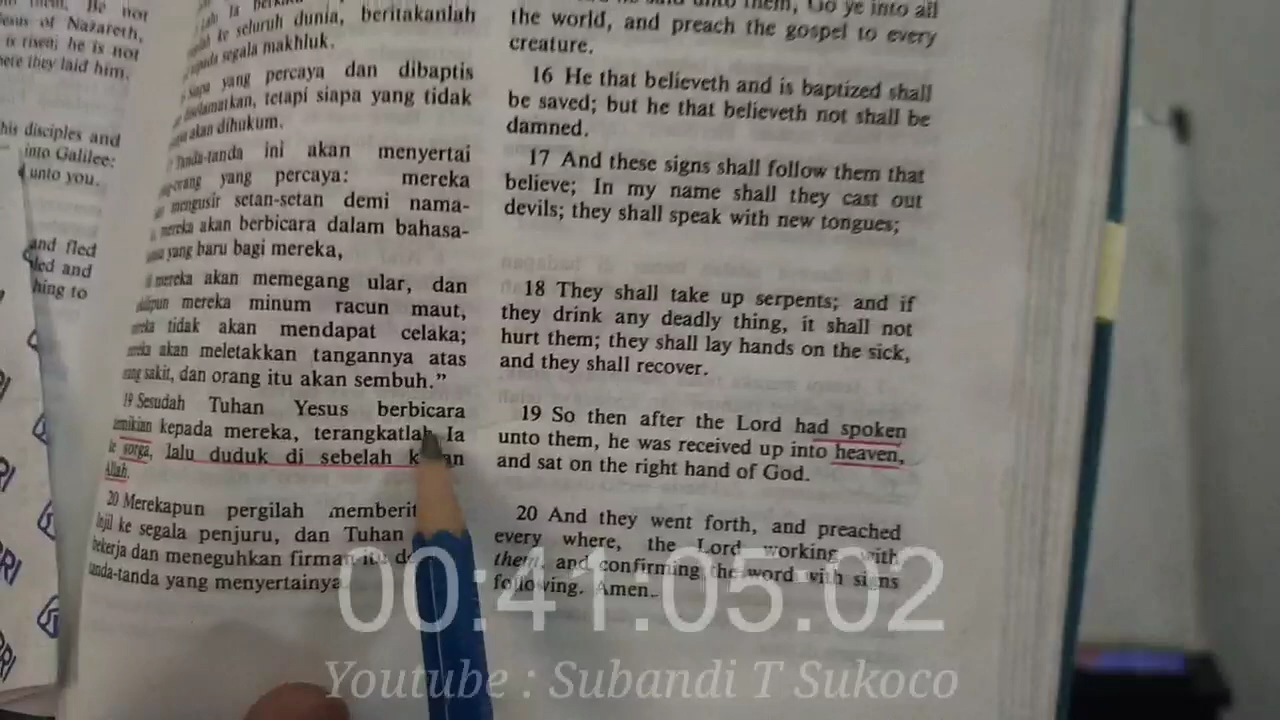 them. He not
Jesus of Nazareth,
is risen; he is not
where they laid him.
his disciples and
into Galilee:
unto you.
and fled
and
hing to
ke seluruh dunia, beritakanlah
segala makhluk.
yang percaya dan dibaptis
tetapi siapa yang tidak
akan dihukum.
Tanda-tanda ini akan menyertai
yang percaya: mereka
mengusir setan-setan demi nama-
mereka akan berbicara dalam bahasa-
yang baru bagi mereka,
mereka akan memegang ular, dan
mereka minum racun maut,
tidak akan mendapat celaka;
akan meletakkan tangannya atas
sakit, dan orang itu akan sembuh.”
19 Sesudah Tuhan Yesus berbicara
kepada mereka, terangkatlah Ia
ke sorga, lalu duduk di sebelah
Allah.
20 Merekapun pergilah memberit
Injil ke segala penjuru, dan Tuhan
bekerja dan meneguhkan firman itu
tanda-tanda yang menyertainya
said unto them, Go ye into all
the world, and preach the gospel to every
creature.
16 He that believeth and is baptized shall
be saved; but he that believeth not shall be
damned.
17 And these signs shall follow them that
believe; In my name shall they cast out
devils; they shall speak with new tongues;
18 They shall take up serpents; and if
they drink any deadly thing, it shall not
hurt them; they shall lay hands on the sick,
and they shall recover.
19 So then after the Lord had spoken
unto them, he was received up into heaven,
and sat on the right hand of God.
20 And they went forth, and preached
every where, the Lord working with
them, and confirming the word with signs
following. Amen.
00:41:05:02
Youtube : Subandi T Sukoco